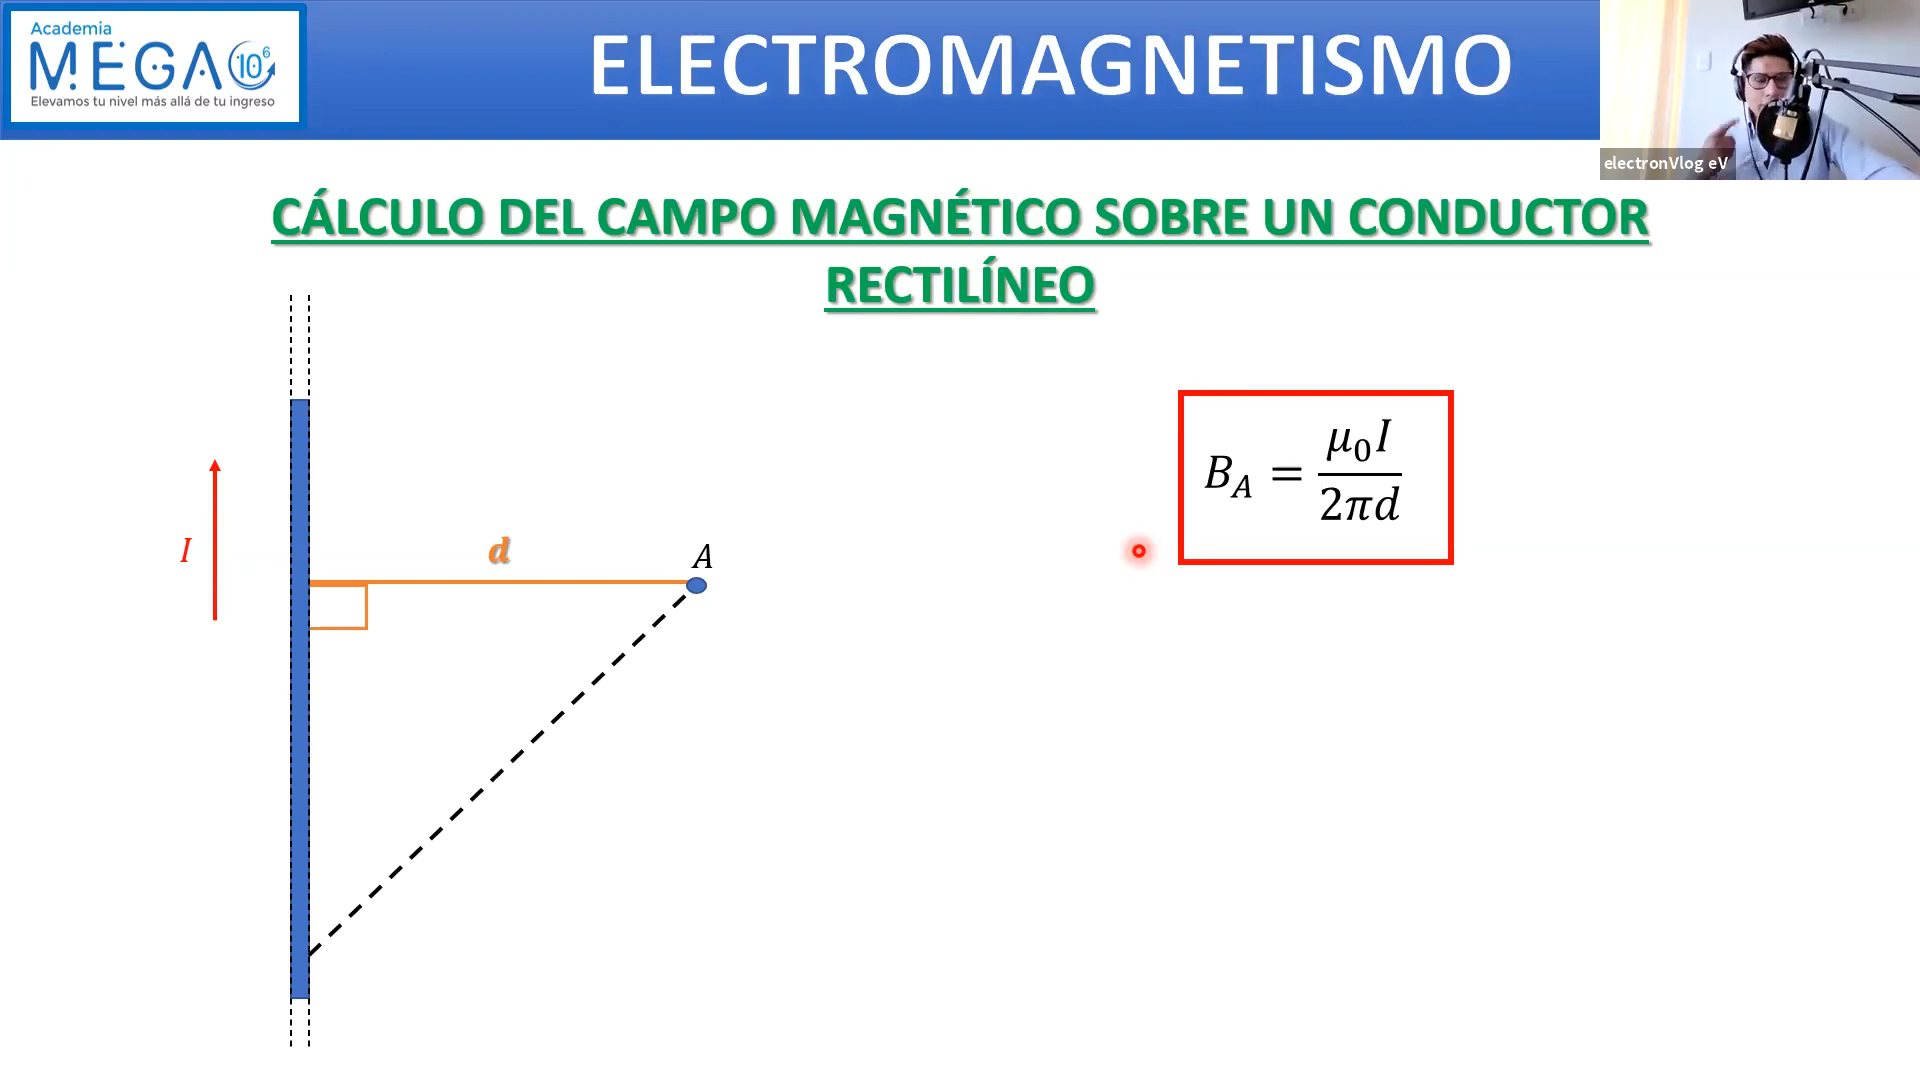 Academia
MEGA 10⁶
Elevamos tu nivel más allá de tu ingreso
ELECTROMAGNETISMO
electronVlog eV
CÁLCULO DEL CAMPO MAGNÉTICO SOBRE UN CONDUCTOR
RECTILÍNEO
I
d
A
B_A = μ₀I / 2πd